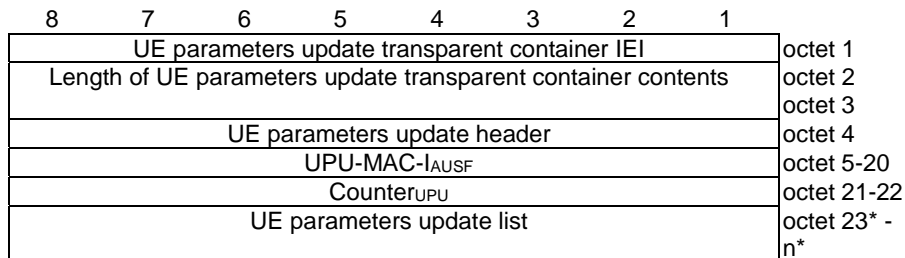 8 7 6 5 4 3 2 1
UE parameters update transparent container IEI octet 1
Length of UE parameters update transparent container contents octet 2
octet 3
UE parameters update header octet 4
UPU-MAC-IAUSF octet 5-20
CounterUPU octet 21-22
UE parameters update list octet 23* -
n*